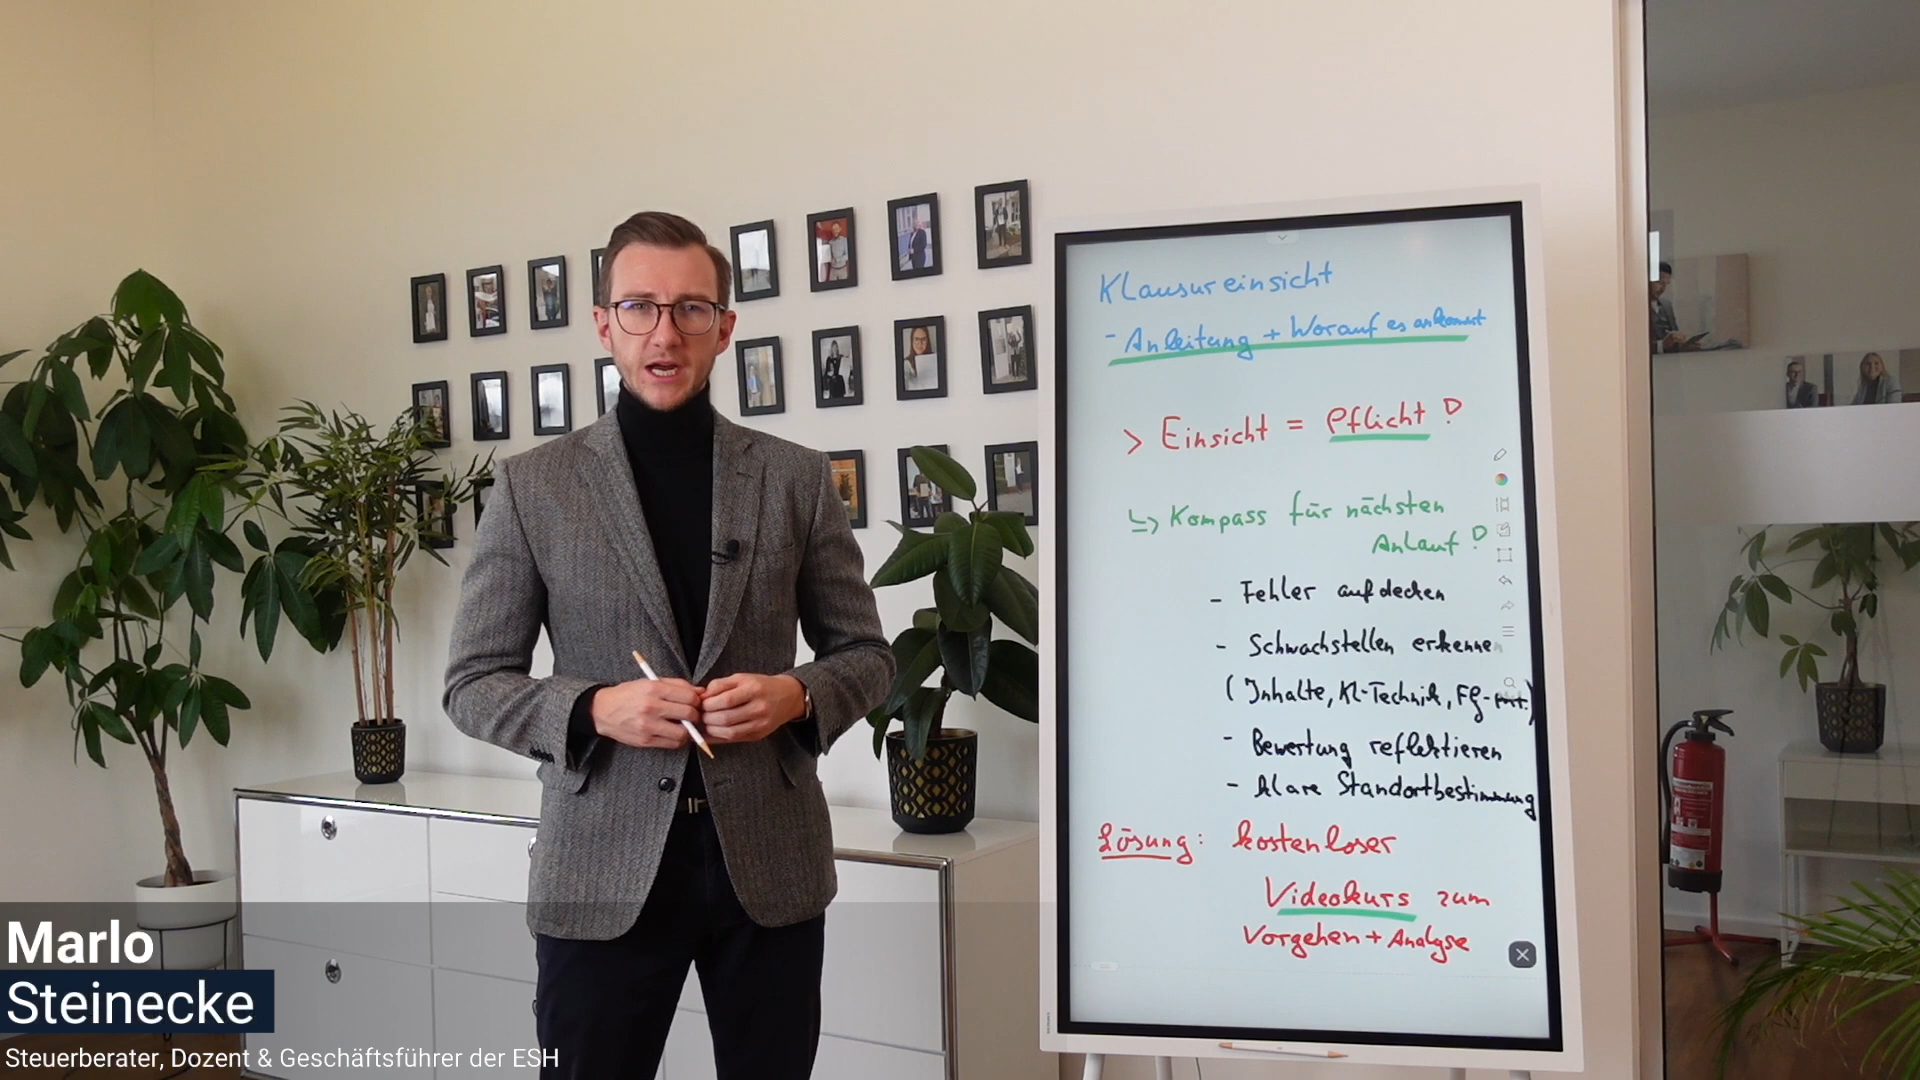 Klausureinsicht
- Anleitung + Worauf es ankommt
> Einsicht = Pflicht !
↳ Kompass für nächsten
Anlauf !
- Fehler aufdecken
- Schwachstellen erkennen
(Inhalte, Kl-Technik, Fg-
- Bewertung reflektieren
- Klare Standortbestimmung
Lösung: kostenloser
Videokurs zum
Vorgehen + Analyse
Marlo
Steinecke
Steuerberater, Dozent & Geschäftsführer der ESH